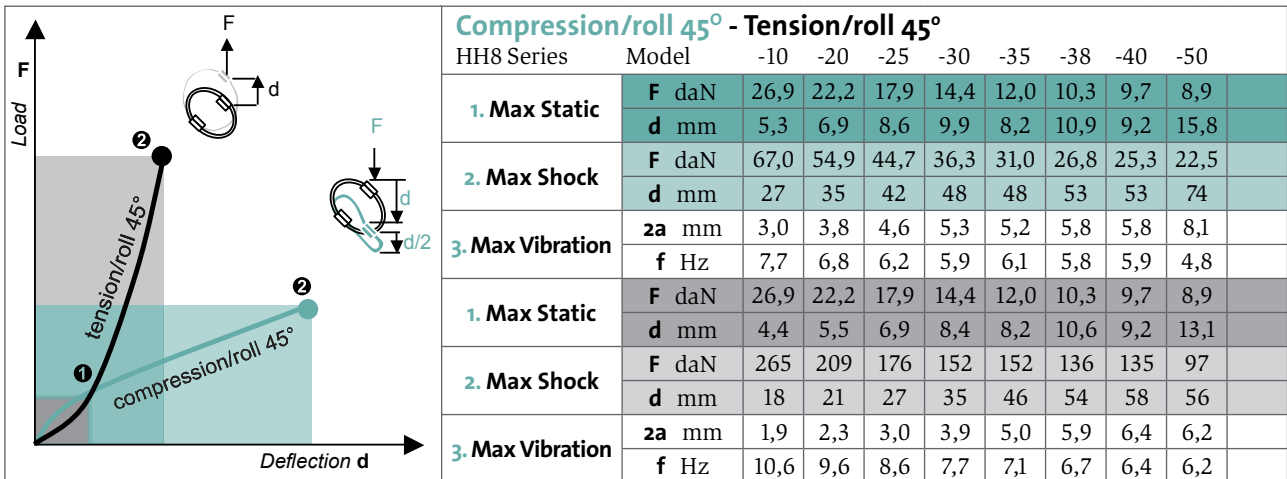 F
Load
F
d
❷
F
d
d/2
tension/roll 45°
❷
❶
compression/roll 45°
Deflection d
Compression/roll 45° - Tension/roll 45°
HH8 Series Model -10 -20 -25 -30 -35 -38 -40 -50
1. Max Static F daN 26,9 22,2 17,9 14,4 12,0 10,3 9,7 8,9
d mm 5,3 6,9 8,6 9,9 8,2 10,9 9,2 15,8
2. Max Shock F daN 67,0 54,9 44,7 36,3 31,0 26,8 25,3 22,5
d mm 27 35 42 48 48 53 53 74
3. Max Vibration 2a mm 3,0 3,8 4,6 5,3 5,2 5,8 5,8 8,1
f Hz 7,7 6,8 6,2 5,9 6,1 5,8 5,9 4,8
1. Max Static F daN 26,9 22,2 17,9 14,4 12,0 10,3 9,7 8,9
d mm 4,4 5,5 6,9 8,4 8,2 10,6 9,2 13,1
2. Max Shock F daN 265 209 176 152 152 136 135 97
d mm 18 21 27 35 46 54 58 56
3. Max Vibration 2a mm 1,9 2,3 3,0 3,9 5,0 5,9 6,4 6,2
f Hz 10,6 9,6 8,6 7,7 7,1 6,7 6,4 6,2